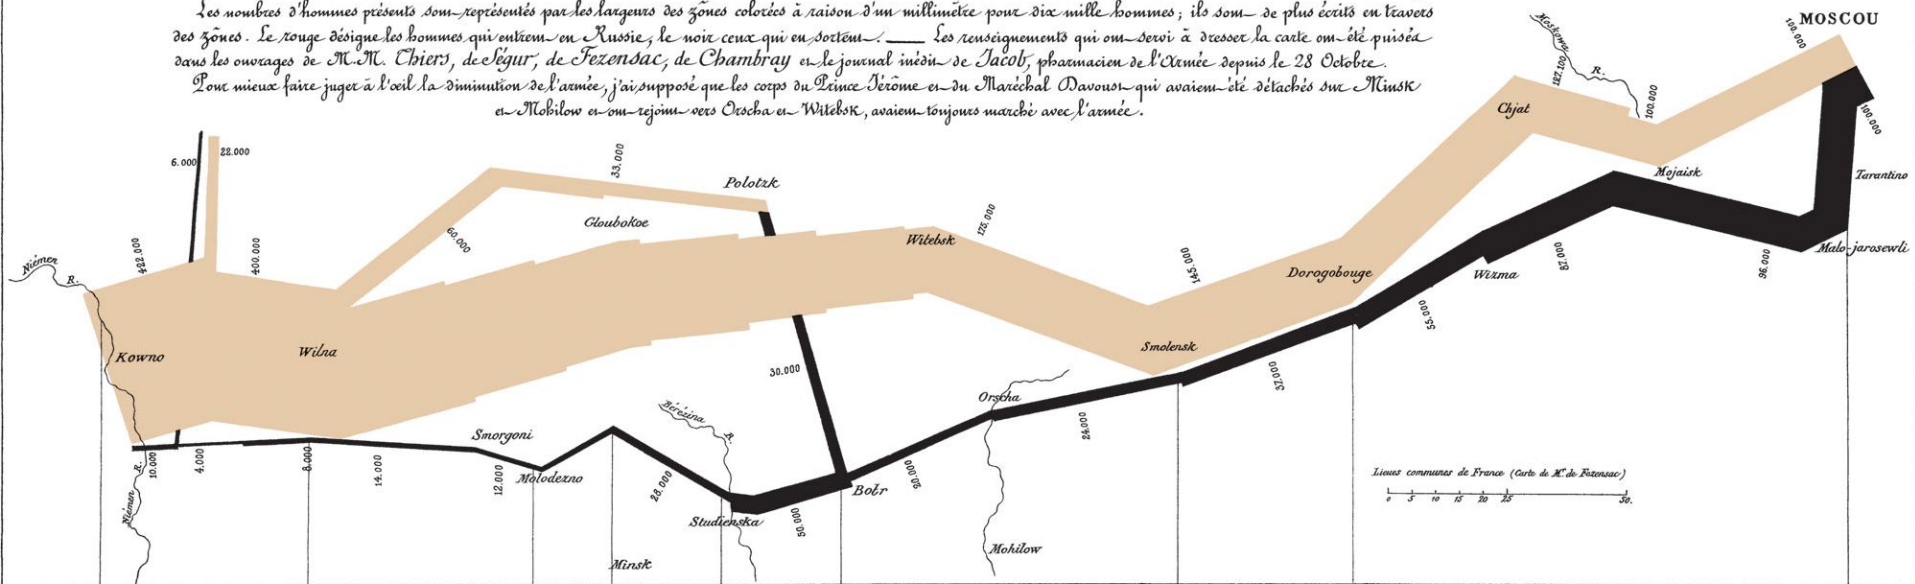 Les nombres d'hommes présents sont représentés par les largeurs des zônes colorées à raison d'un millimètre pour dix mille hommes; ils sont de plus écrits en travers
des zônes. Le rouge désigne les hommes qui entrent en Russie, le noir ceux qui en sortent. ___ Les renseignements qui ont servi à dresser la carte ont été puisés
dans les ouvrages de M.M. Thiers, de Ségur, de Fezensac, de Chambray et le journal inédit de Jacob, pharmacien de l'Armée depuis le 28 Octobre.
Pour mieux faire juger à l'œil la diminution de l'armée, j'ai supposé que les corps du Prince Jérôme et du Maréchal Davoust qui avaient été détachés sur Minsk
et Mohilow et ont rejoint vers Orscha et Witebsk, avaient toujours marché avec l'armée.
MOSCOU
100.000
Moskowa
R.
127.100
100.000
Chjat
100.000
Mojaisk
Tarantino
6.000
22.000
33.000
Polotzk
Gloubokoe
60.000
175.000
Witebsk
422.000
400.000
Niémen
R.
145.000
Dorogobouge
Malo-jarosewli
96.000
87.000
Wizma
55.000
Kowno
Wilna
Smolensk
30.000
37.000
Orscha
24.000
Bérézina
R.
Smorgoni
Molodezno
10.000
4.000
8.000
14.000
12.000
28.000
Studienska
50.000
Bobr
20.000
R.
Niémen
Mohilow
Minsk
Lieues communes de France (Carte de M. de Fezensac)
0 5 10 15 20 25 50.